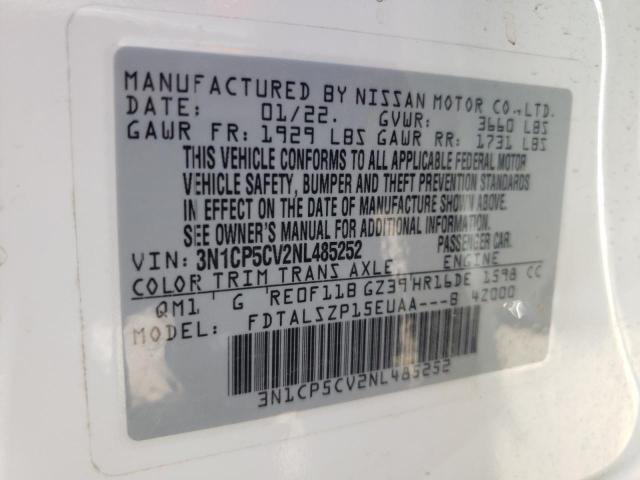 MANUFACTURED BY NISSAN MOTOR CO., LTD.
DATE: 01/22. GVWR: 3660 LBS
GAWR FR: 1929 LBS GAWR RR: 1731 LBS
THIS VEHICLE CONFORMS TO ALL APPLICABLE FEDERAL MOTOR
VEHICLE SAFETY, BUMPER AND THEFT PREVENTION STANDARDS
IN EFFECT ON THE DATE OF MANUFACTURE SHOWN ABOVE.
SEE OWNER'S MANUAL FOR ADDITIONAL INFORMATION.
VIN: 3N1CP5CV2NL485252 PASSENGER CAR.
COLOR TRIM TRANS AXLE ENGINE
QM1 G RE0F11B GZ39 HR16DE 1598 CC
MODEL: FDTALSZP15EUAA---B 4Z000
3N1CP5CV2NL485252